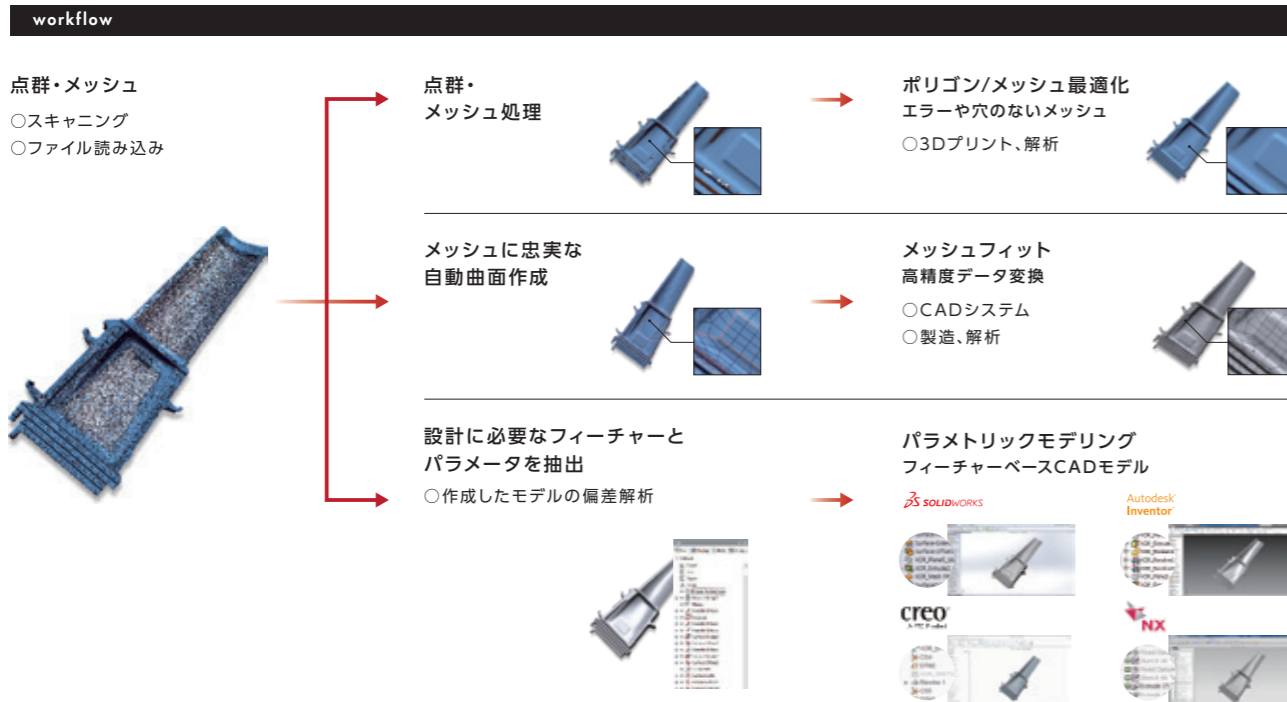 workflow
点群・メッシュ
○スキャニング
○ファイル読み込み
点群・
メッシュ処理
ポリゴン/メッシュ最適化
エラーや穴のないメッシュ
○3Dプリント、解析
メッシュに忠実な
自動曲面作成
メッシュフィット
高精度データ変換
○CADシステム
○製造、解析
設計に必要なフィーチャーと
パラメータを抽出
○作成したモデルの偏差解析
パラメトリックモデリング
フィーチャーベースCADモデル
SOLIDWORKS
Autodesk
Inventor
creo
A PTC Product
NX